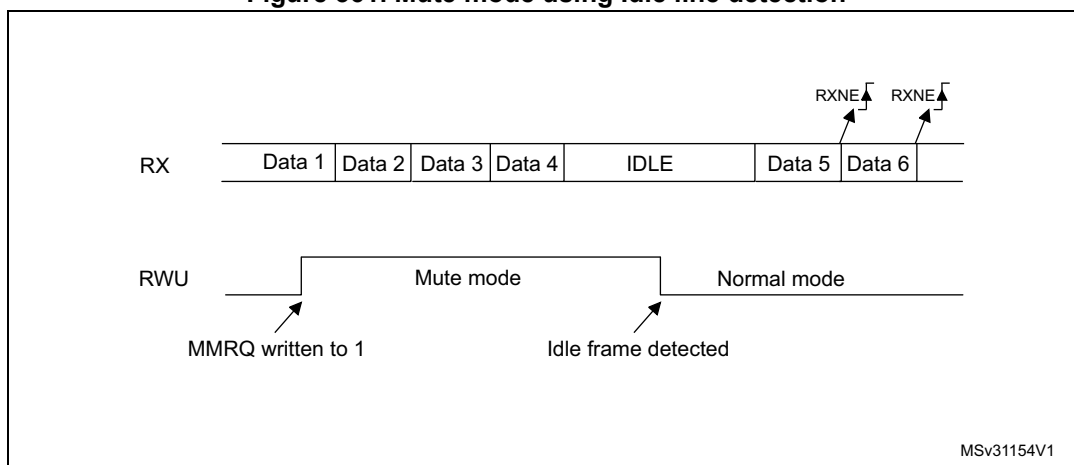 Figure Mute mode using Idle line detection
RXNE RXNE
RX Data 1 Data 2 Data 3 Data 4 IDLE Data 5 Data 6
RWU Mute mode Normal mode
MMRQ written to 1 Idle frame detected
MSv31154V1